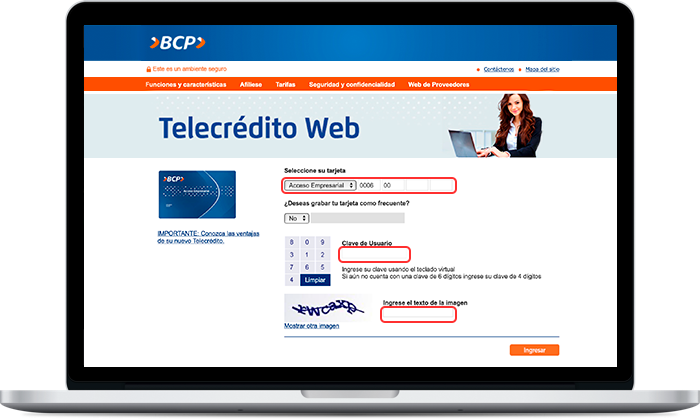 BCP
Este es un ambiente seguro
Contáctenos
Mapa del sitio
Funciones y características
Afíliese
Tarifas
Seguridad y confidencialidad
Web de Proveedores
Telecrédito Web
Seleccione su tarjeta
BCP
Acceso Empresarial 0006 00
¿Deseas grabar tu tarjeta como frecuente?
No
IMPORTANTE: Conozca las ventajas
de su nuevo Telecrédito.
8 0 9
3 1 2
7 6 5
4 Limpiar
Clave de Usuario
Ingrese su clave usando el teclado virtual
Si aún no cuenta con una clave de 6 dígitos ingrese su clave de 4 dígitos
Ingrese el texto de la imagen
Mostrar otra imagen
Ingresar